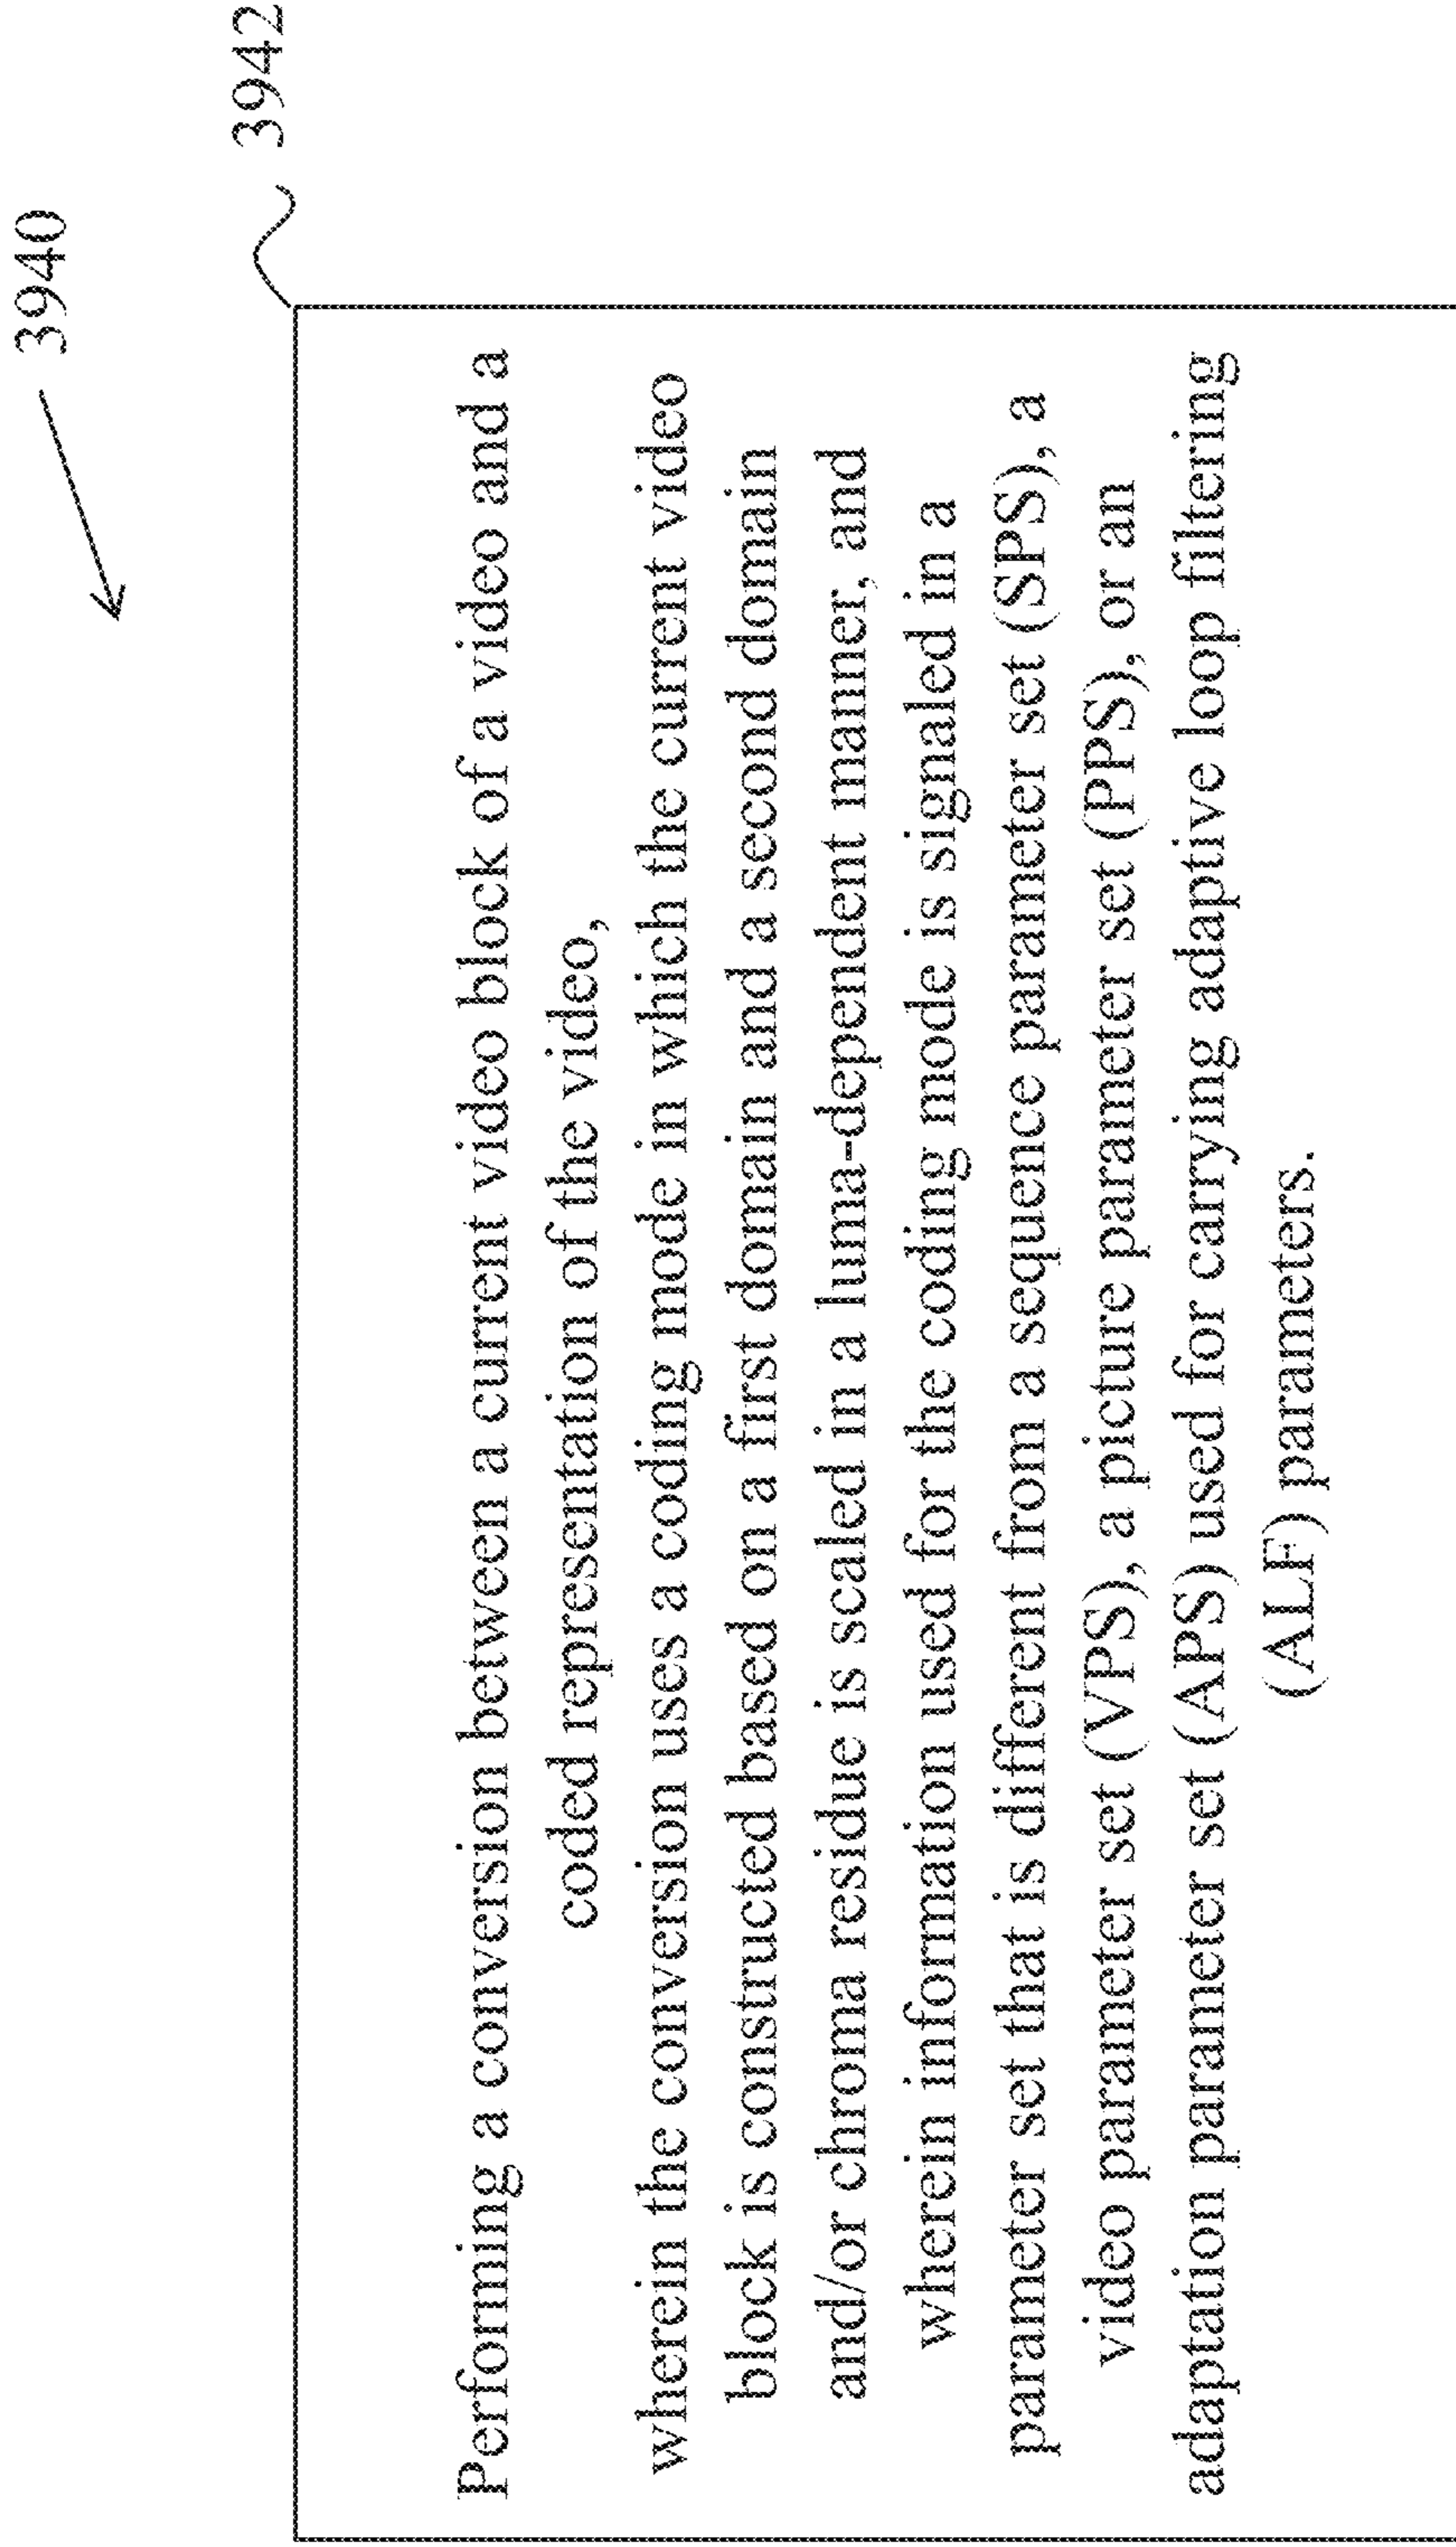 3940
3942
Performing a conversion between a current video block of a video and a
coded representation of the video,
wherein the conversion uses a coding mode in which the current video
block is constructed based on a first domain and a second domain
and/or chroma residue is scaled in a luma-dependent manner, and
wherein information used for the coding mode is signaled in a
parameter set that is different from a sequence parameter set (SPS), a
video parameter set (VPS), a picture parameter set (PPS), or an
adaptation parameter set (APS) used for carrying adaptive loop filtering
(ALF) parameters.